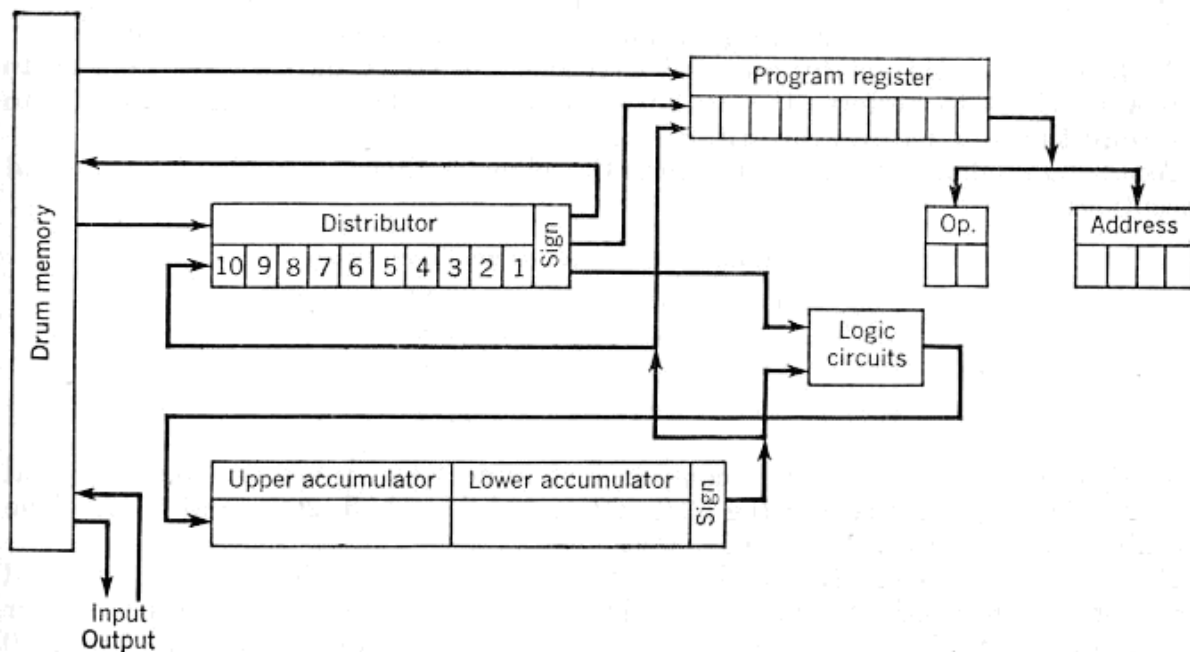 Program register
Drum memory
Distributor
Sign
10 9 8 7 6 5 4 3 2 1
Op.
Address
Logic
circuits
Upper accumulator
Lower accumulator
Sign
Input
Output